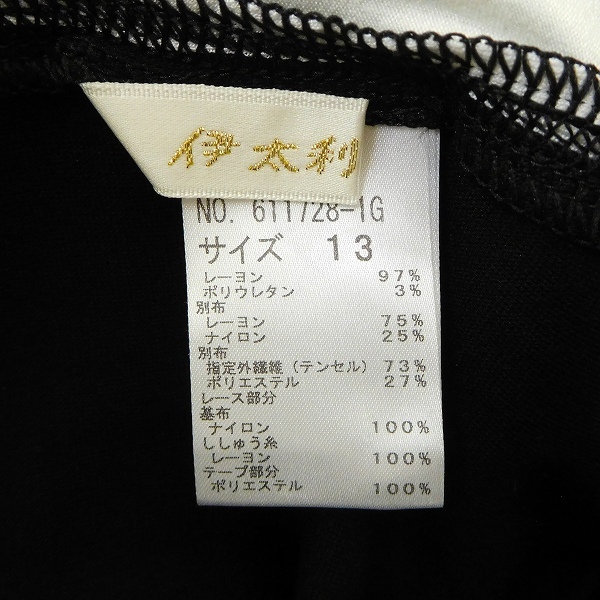 伊太利
NO. 611728-1G
サイズ 13
レーヨン 97%
ポリウレタン 3%
別布
レーヨン 75%
ナイロン 25%
別布
指定外繊維(テンセル) 73%
ポリエステル 27%
レース部分
基布
ナイロン 100%
ししゅう糸
レーヨン 100%
テープ部分
ポリエステル 100%